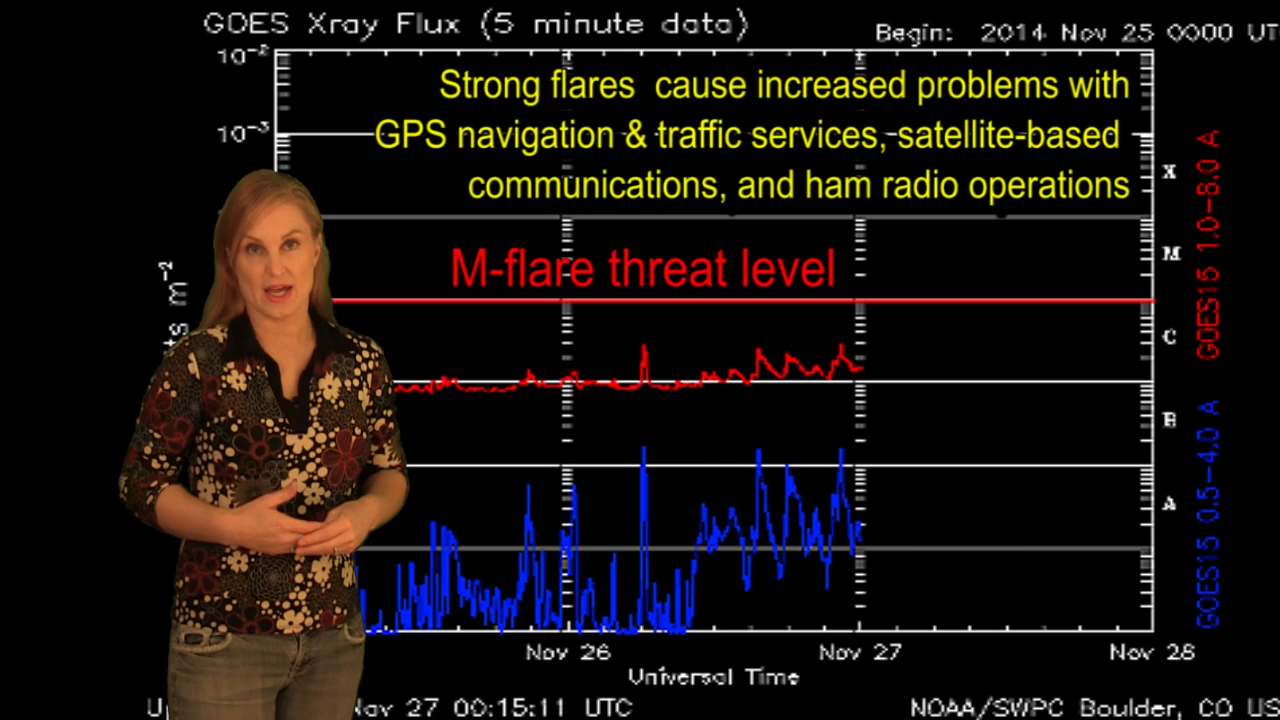 GOES Xray Flux (5 minute data)
Begin: 2014 Nov 25 0000 UT
10-2
Strong flares cause increased problems with
10-3
GPS navigation & traffic services, satellite-based
communications, and ham radio operations
X
M-flare threat level
M
m-2
C
B
A
GOES15 1.0-8.0 A
GOES15 0.5-4.0 A
Nov 26
Nov 27
Nov 28
Universal Time
Nov 27 00:15:11 UTC
NOAA/SWPC Boulder, CO US